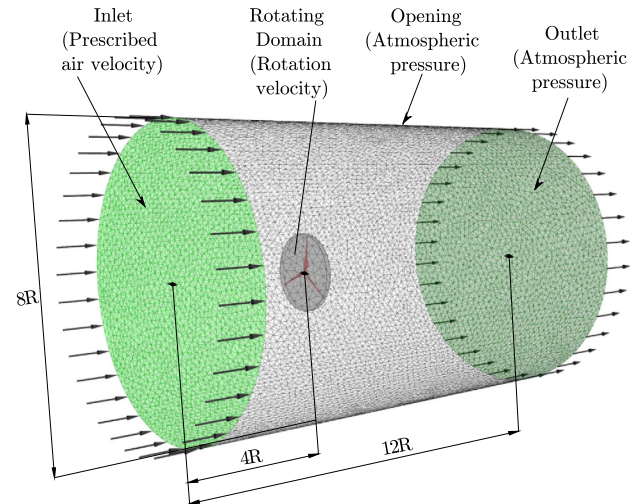 Inlet
(Prescribed
air velocity)
Rotating
Domain
(Rotation
velocity)
Opening
(Atmospheric
pressure)
Outlet
(Atmospheric
pressure)
8R
4R
12R